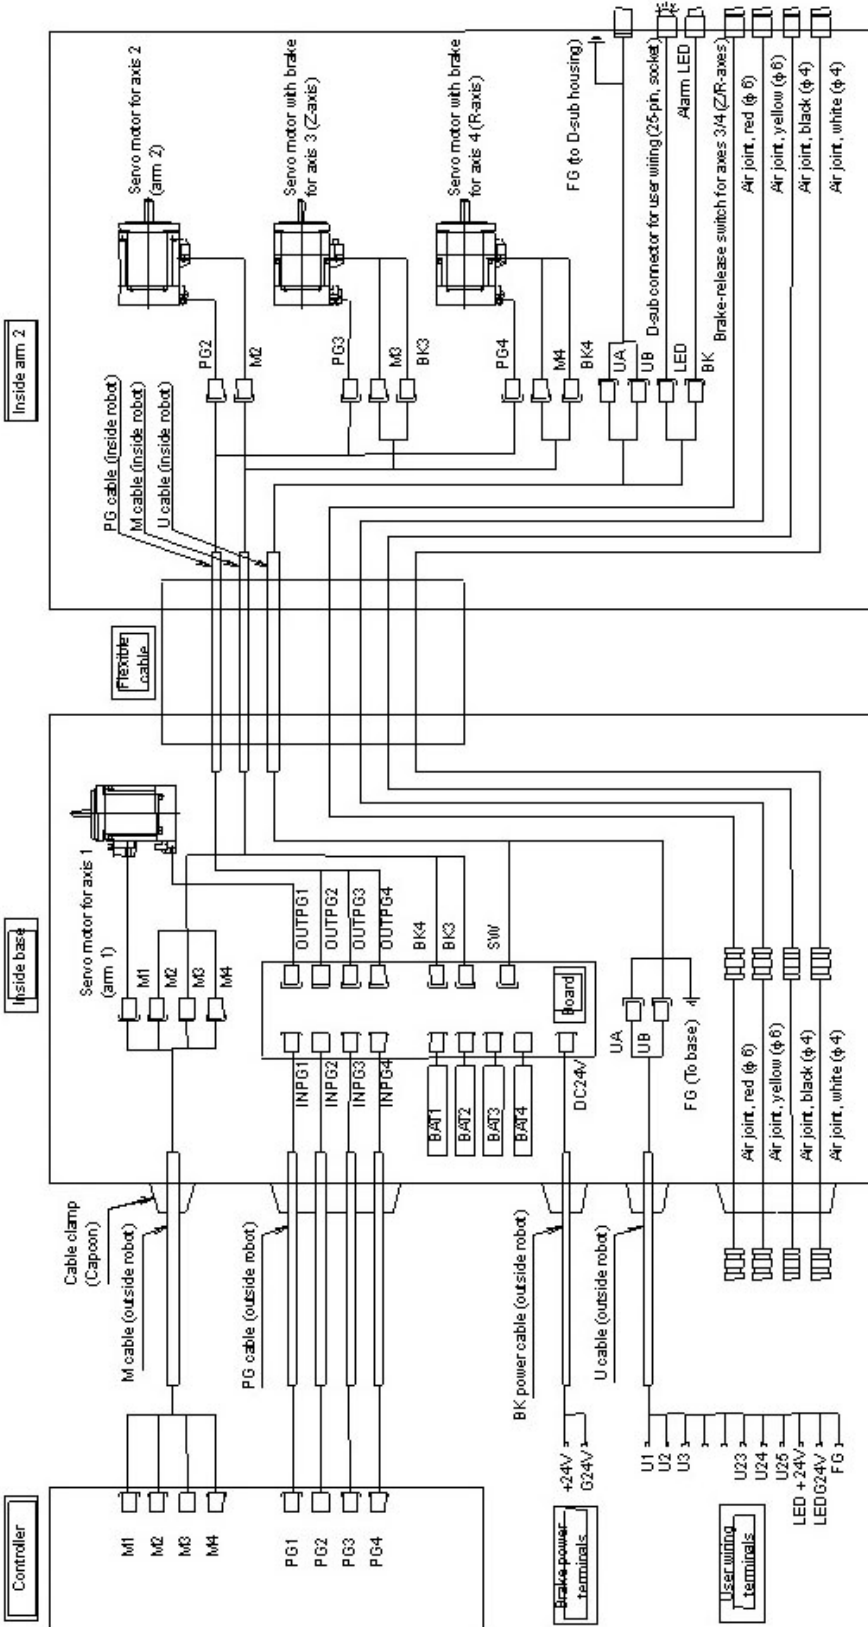 Controller
M1
M2
M3
M4
PG1
PG2
PG3
PG4
Brake power
terminals
+24V
G24V
User wiring
terminals
U1
U2
U3
U23
U24
U25
LED +24V
LED G24V
FG
Cable clamp
(Capcon)
M cable (outside robot)
PG cable (outside robot)
BK power cable (outside robot)
U cable (outside robot)
Inside base
Servo motor for axis 1
(arm 1)
M1
M2
M3
M4
INPG1
INPG2
INPG3
INPG4
OUTPG1
OUTPG2
OUTPG3
OUTPG4
BAT1
BAT2
BAT3
BAT4
BK4
BK3
SW
DC24V
Board
UA
UB
FG (To base)
Air joint, red (ϕ 6)
Air joint, yellow (ϕ 6)
Air joint, black (ϕ 4)
Air joint, white (ϕ 4)
Flexible
cable
Inside arm 2
PG cable (inside robot)
M cable (inside robot)
U cable (inside robot)
Servo motor for axis 2
(arm 2)
PG2
M2
Servo motor with brake
for axis 3 (Z-axis)
PG3
M3
BK3
Servo motor with brake
for axis 4 (R-axis)
PG4
M4
BK4
UA
UB
LED
BK
FG (to D-sub housing)
D-sub connector for user wiring (25-pin, socket)
Alarm LED
Brake-release switch for axes 3/4 (Z/R-axes)
Air joint, red (ϕ 6)
Air joint, yellow (ϕ 6)
Air joint, black (ϕ 4)
Air joint, white (ϕ 4)